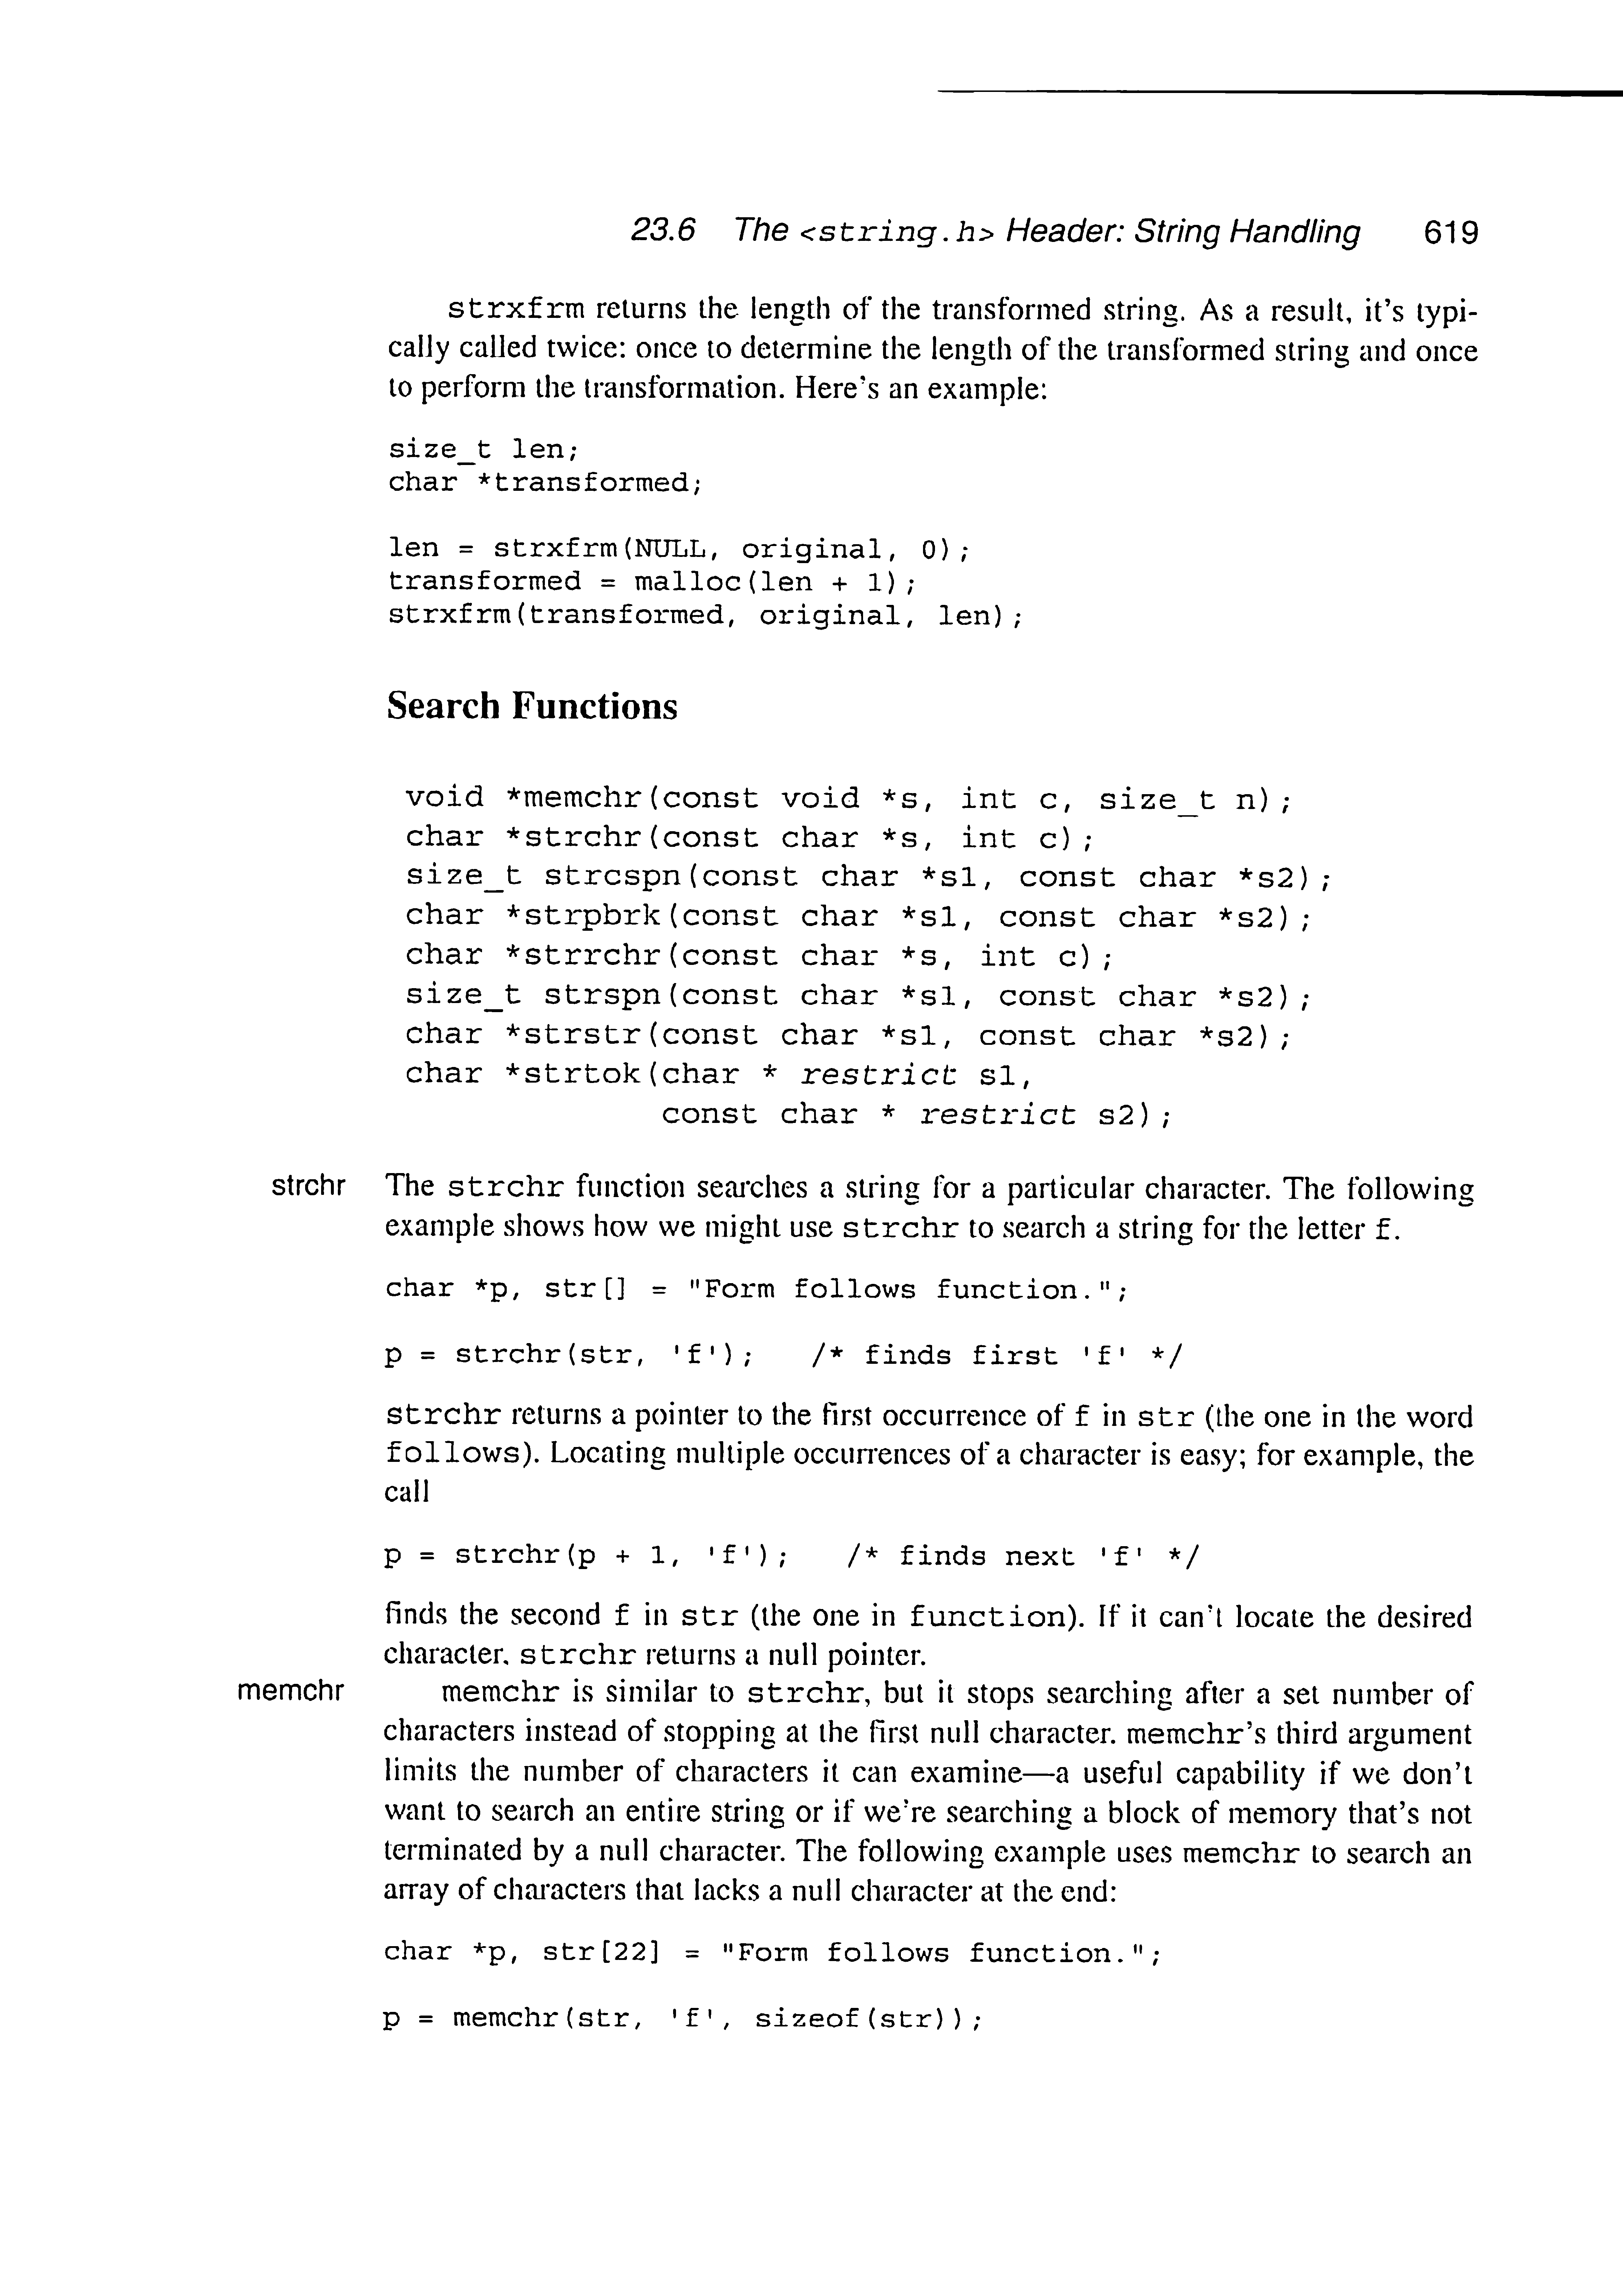 23.6 The <string.h> Header: String Handling 619
strxfrm returns the length of the transformed string. As a result, it's typi-
cally called twice: once to determine the length of the transformed string and once
to perform the transformation. Here's an example:
size_t len;
char *transformed;
len = strxfrm(NULL, original, 0);
transformed = malloc(len + 1);
strxfrm(transformed, original, len);
Search Functions
void *memchr(const void *s, int c, size_t n);
char *strchr(const char *s, int c);
size_t strcspn(const char *s1, const char *s2);
char *strpbrk(const char *s1, const char *s2);
char *strrchr(const char *s, int c);
size_t strspn(const char *s1, const char *s2);
char *strstr(const char *s1, const char *s2);
char *strtok(char * restrict s1,
const char * restrict s2);
strchr The strchr function searches a string for a particular character. The following
example shows how we might use strchr to search a string for the letter f.
char *p, str[] = "Form follows function.";
p = strchr(str, 'f'); /* finds first 'f' */
strchr returns a pointer to the first occurrence of f in str (the one in the word
follows). Locating multiple occurrences of a character is easy; for example, the
call
p = strchr(p + 1, 'f'); /* finds next 'f' */
finds the second f in str (the one in function). If it can't locate the desired
character, strchr returns a null pointer.
memchr memchr is similar to strchr, but it stops searching after a set number of
characters instead of stopping at the first null character. memchr's third argument
limits the number of characters it can examine—a useful capability if we don't
want to search an entire string or if we're searching a block of memory that's not
terminated by a null character. The following example uses memchr to search an
array of characters that lacks a null character at the end:
char *p, str[22] = "Form follows function.";
p = memchr(str, 'f', sizeof(str));